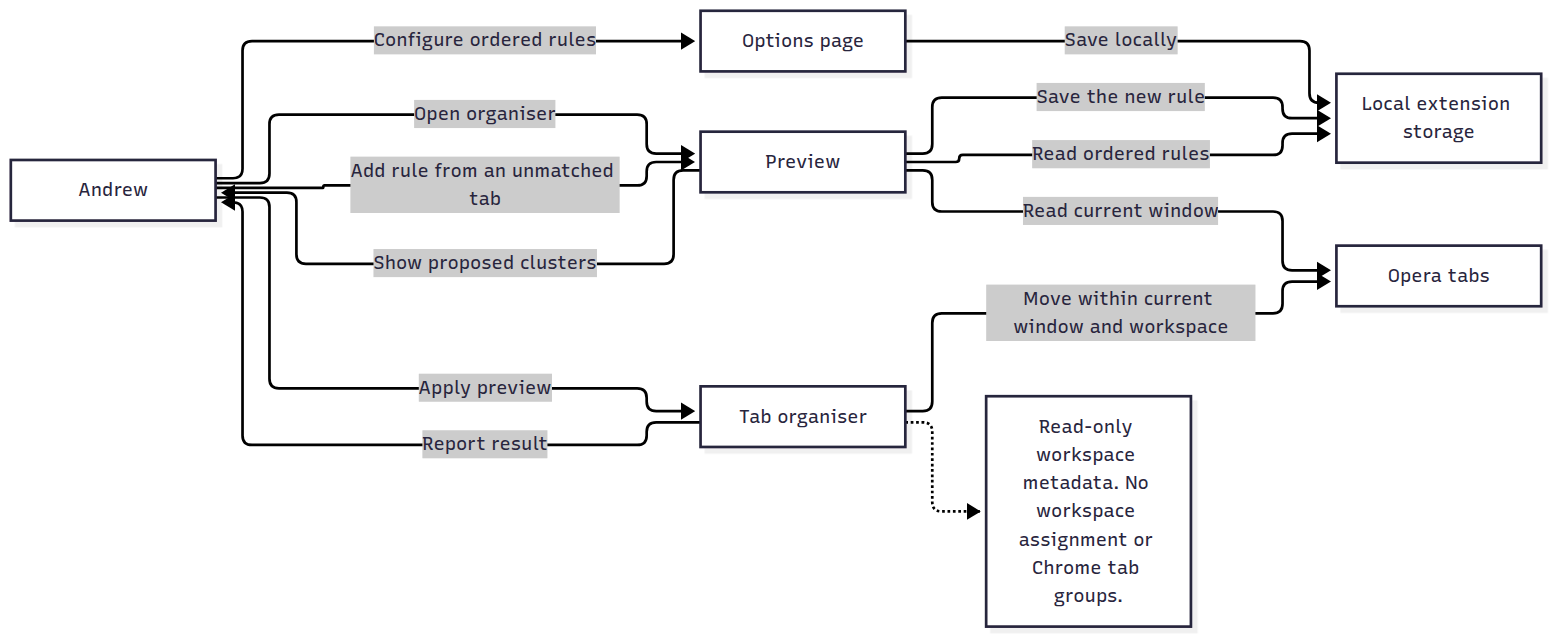 Configure ordered rules
Options page
Save locally
Open organiser
Save the new rule
Local extension
storage
Add rule from an unmatched
tab
Preview
Read ordered rules
Andrew
Read current window
Show proposed clusters
Opera tabs
Move within current
window and workspace
Apply preview
Tab organiser
Report result
Read-only
workspace
metadata. No
workspace
assignment or
Chrome tab
groups.